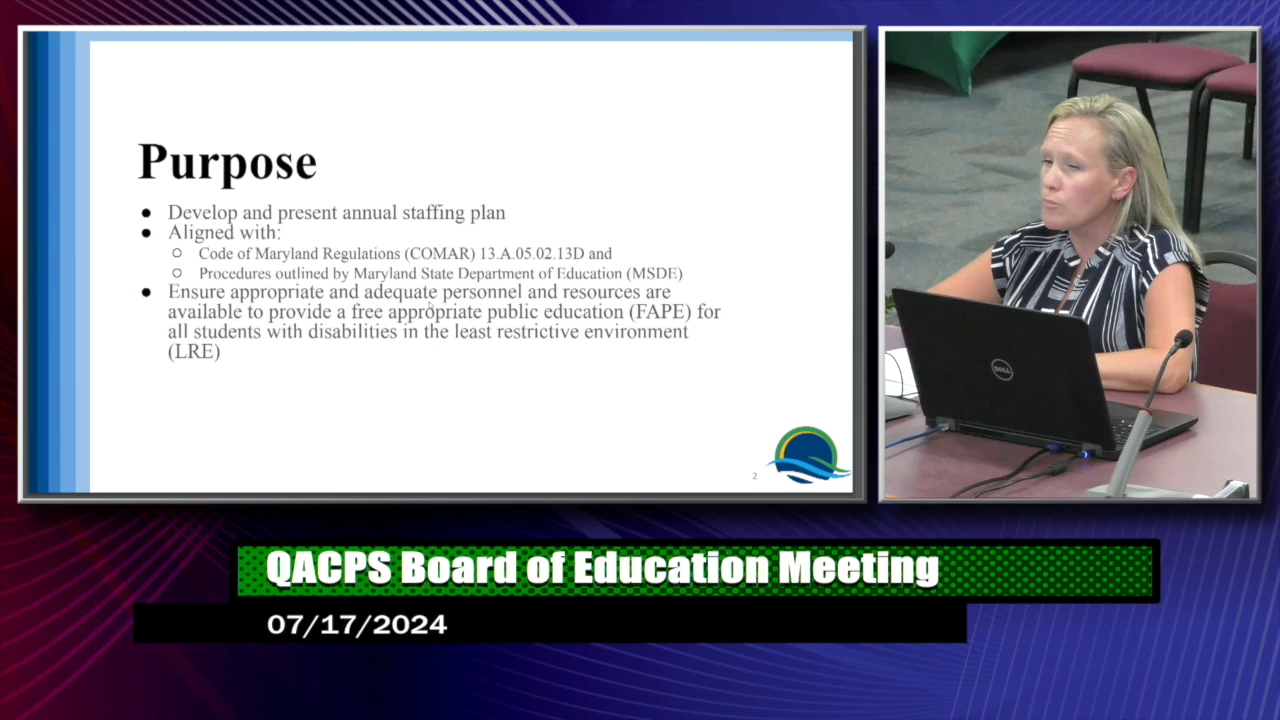 Purpose
● Develop and present annual staffing plan
● Aligned with:
○ Code of Maryland Regulations (COMAR) 13.A.05.02.13D and
○ Procedures outlined by Maryland State Department of Education (MSDE)
● Ensure appropriate and adequate personnel and resources are
available to provide a free appropriate public education (FAPE) for
all students with disabilities in the least restrictive environment
(LRE)
2
DELL
QACPS Board of Education Meeting
07/17/2024